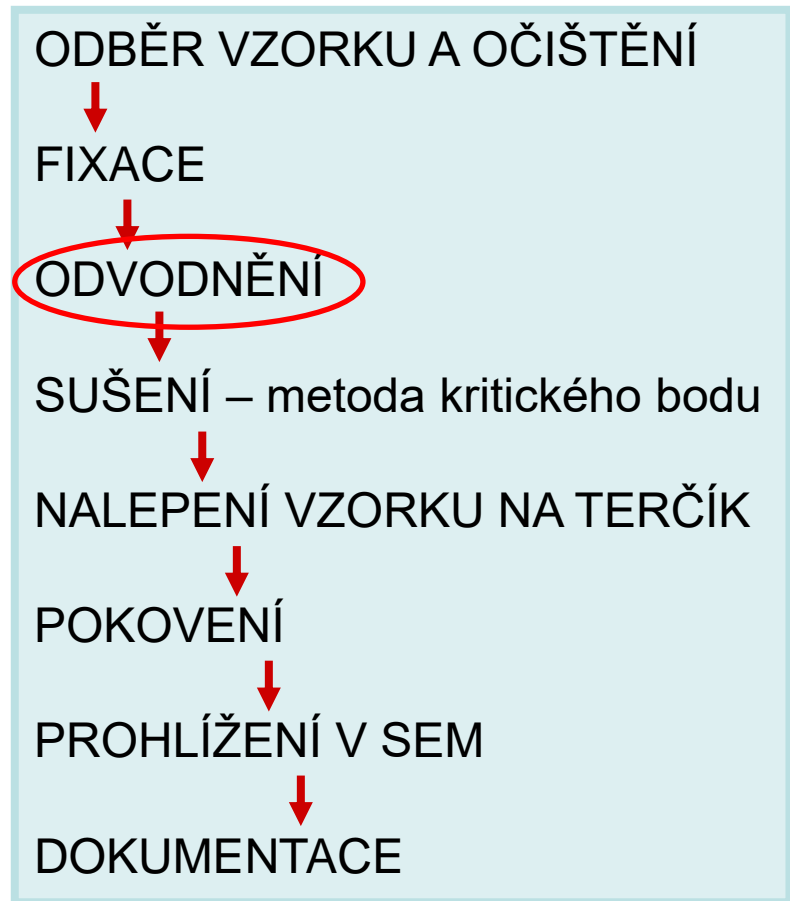 ODBĚR VZORKU A OČIŠTĚNÍ
FIXACE
ODVODNĚNÍ
SUŠENÍ – metoda kritického bodu
NALEPENÍ VZORKU NA TERČÍK
POKOVENÍ
PROHLÍŽENÍ V SEM
DOKUMENTACE